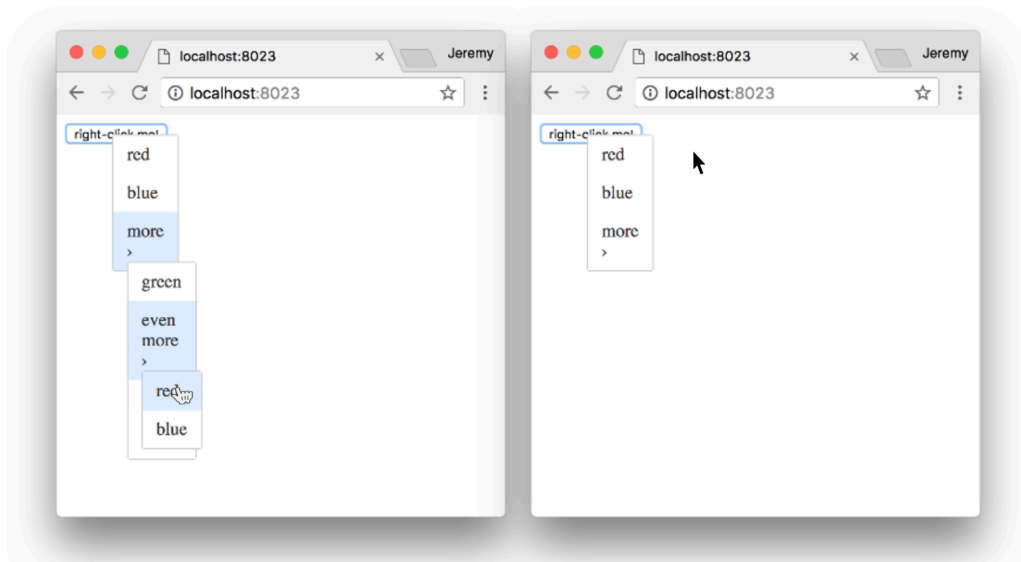 localhost:8023
Jeremy
localhost:8023
right-click me!
red
blue
more
›
green
even
more
›
red
blue
localhost:8023
Jeremy
localhost:8023
right-click me!
red
blue
more
›